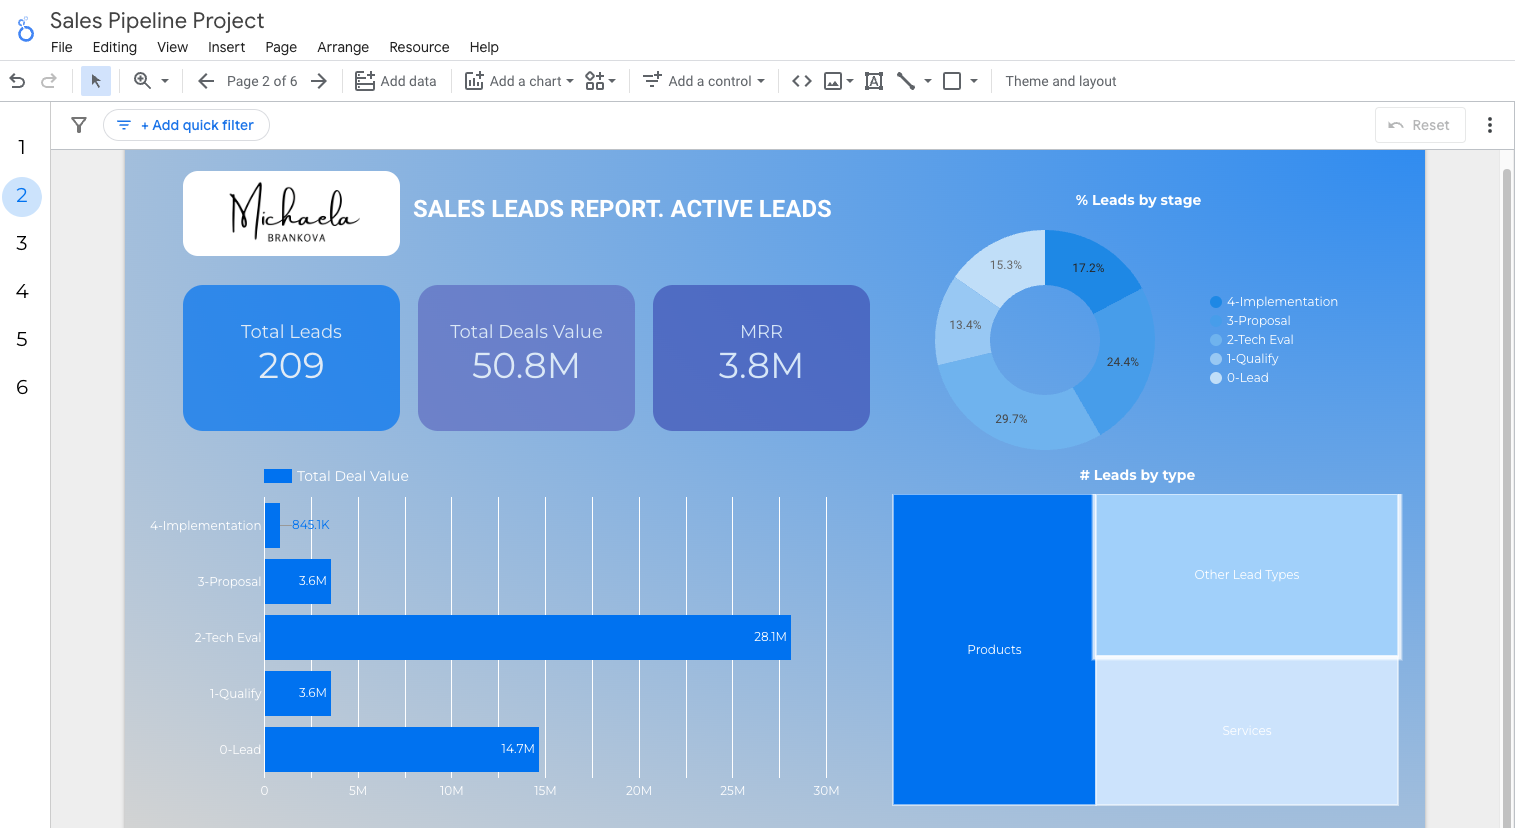 Sales Pipeline Project
File Editing View Insert Page Arrange Resource Help
Page 2 of 6 Add data Add a chart Add a control Theme and layout
+ Add quick filter Reset
1
2
3
4
5
6
Michaela
BRANKOVA
SALES LEADS REPORT. ACTIVE LEADS
Total Leads
209
Total Deals Value
50.8M
MRR
3.8M
% Leads by stage
15.3%
17.2%
13.4%
24.4%
29.7%
4-Implementation
3-Proposal
2-Tech Eval
1-Qualify
0-Lead
Total Deal Value
4-Implementation 845.1K
3-Proposal 3.6M
2-Tech Eval 28.1M
1-Qualify 3.6M
0-Lead 14.7M
0 5M 10M 15M 20M 25M 30M
# Leads by type
Products
Other Lead Types
Services